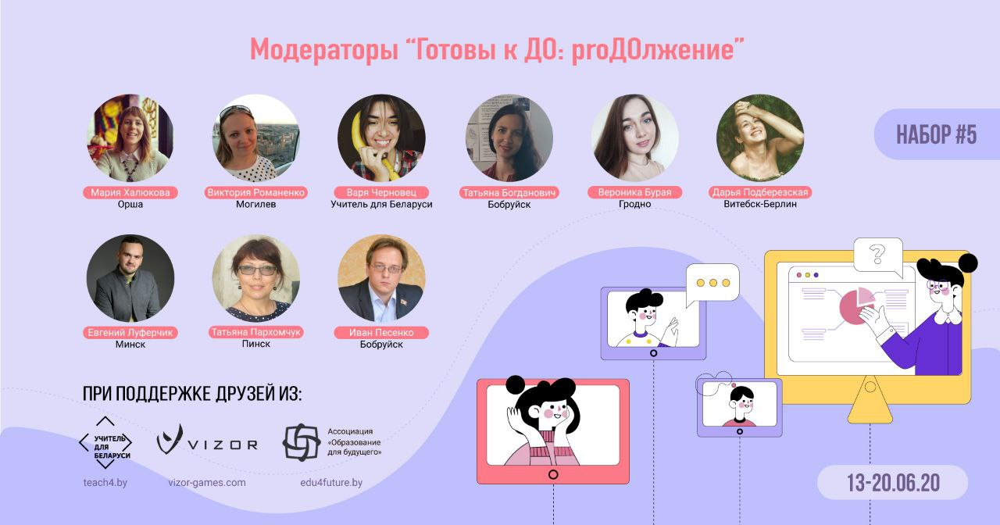 Модераторы “Готовы к ДО: proДОлжение”
НАБОР #5
Мария Халюкова
Орша
Виктория Романенко
Могилев
Варя Черновец
Учитель для Беларуси
Татьяна Богданович
Бобруйск
Вероника Бурая
Гродно
Дарья Подберезская
Витебск-Берлин
Евгений Луферчик
Минск
Татьяна Пархомчук
Пинск
Иван Песенко
Бобруйск
?
ПРИ ПОДДЕРЖКЕ ДРУЗЕЙ ИЗ:
УЧИТЕЛЬ
ДЛЯ
БЕЛАРУСИ
teach4.by
VIZOR
vizor-games.com
Ассоциация
«Образование
для будущего»
edu4future.by
13-20.06.20